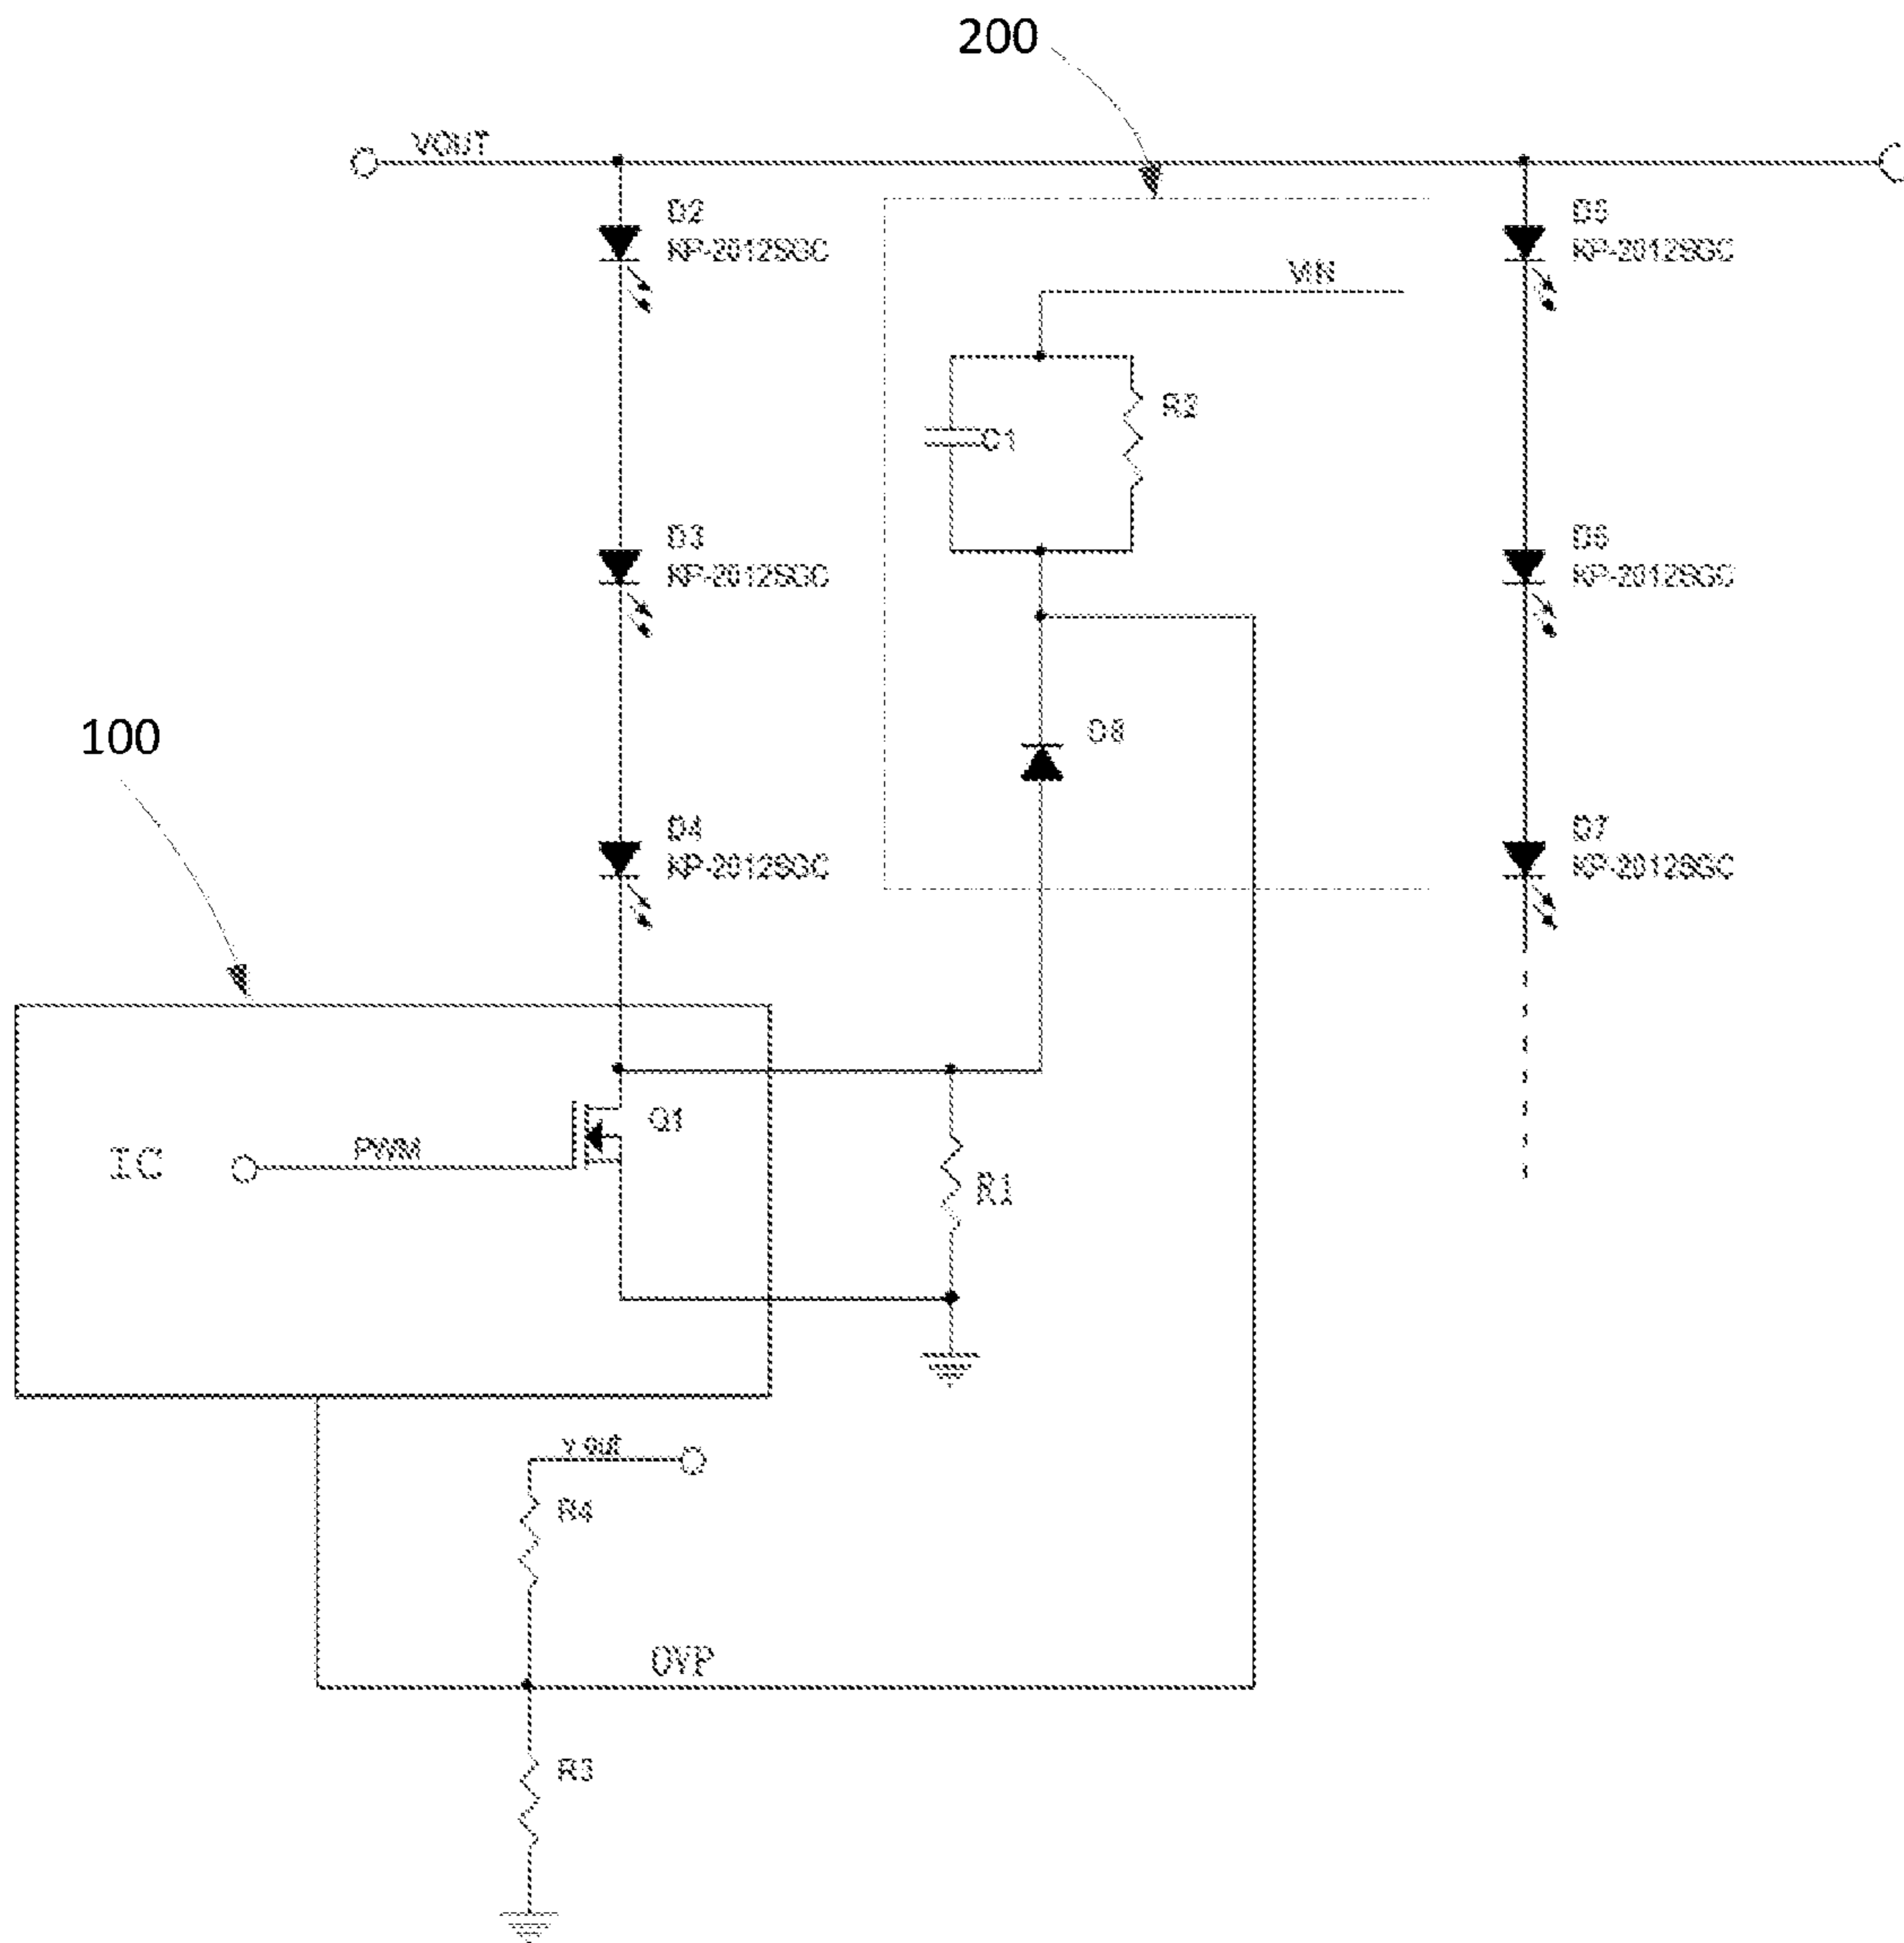 200
VOUT
D2
KP-2012SGC
D5
KP-2012SGC
VIN
R2
C1
D3
KP-2012SGC
D6
KP-2012SGC
100
D8
D4
KP-2012SGC
D7
KP-2012SGC
Q1
IC
PWM
R1
v out
R4
OVP
R3